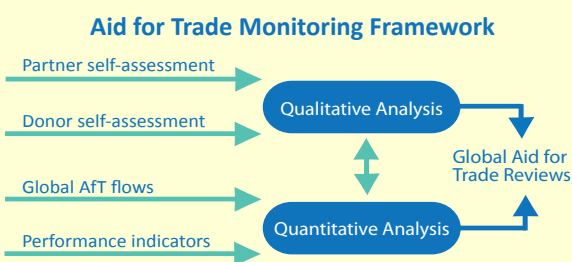 Aid for Trade Monitoring Framework
Partner self-assessment
Qualitative Analysis
Donor self-assessment
Global Aid for
Trade Reviews
Global AfT flows
Quantitative Analysis
Performance indicators